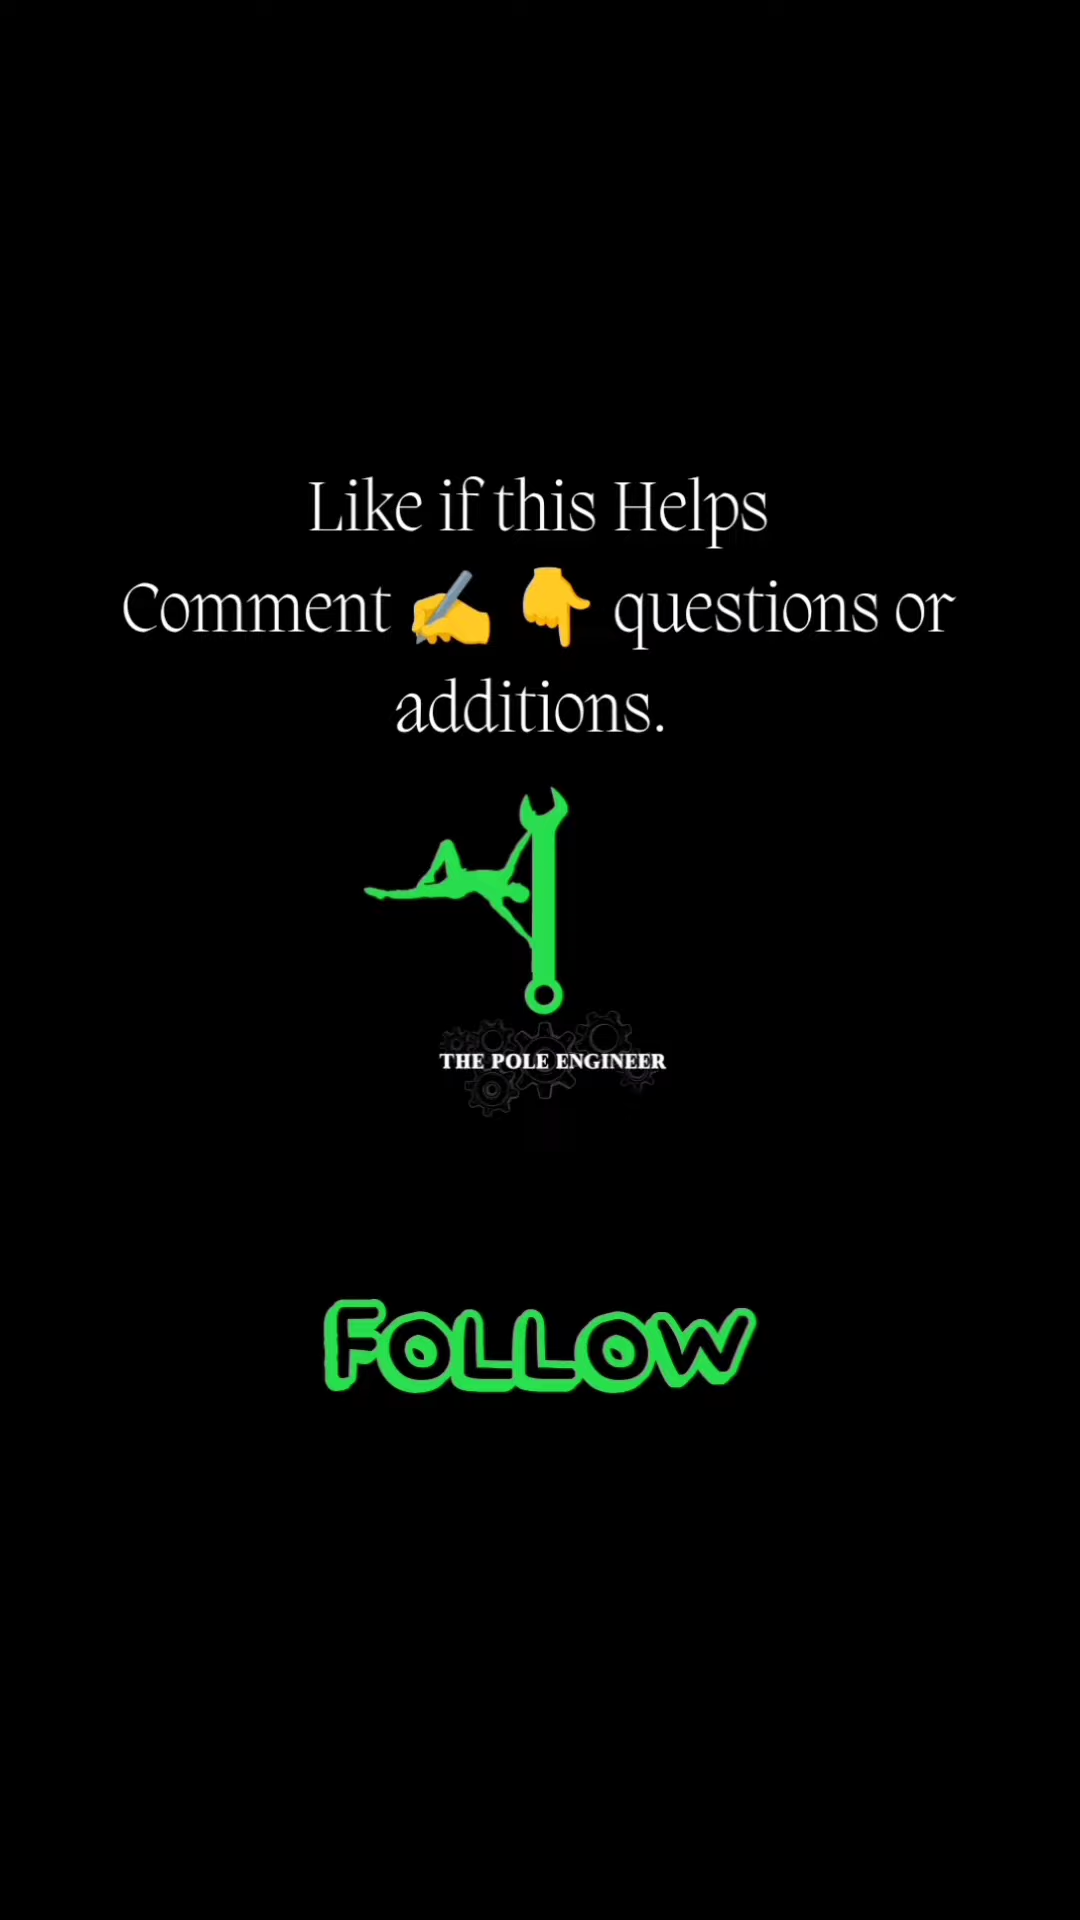 Like if this Helps
Comment ✍️ 👇 questions or
additions.
THE POLE ENGINEER
FOLLOW